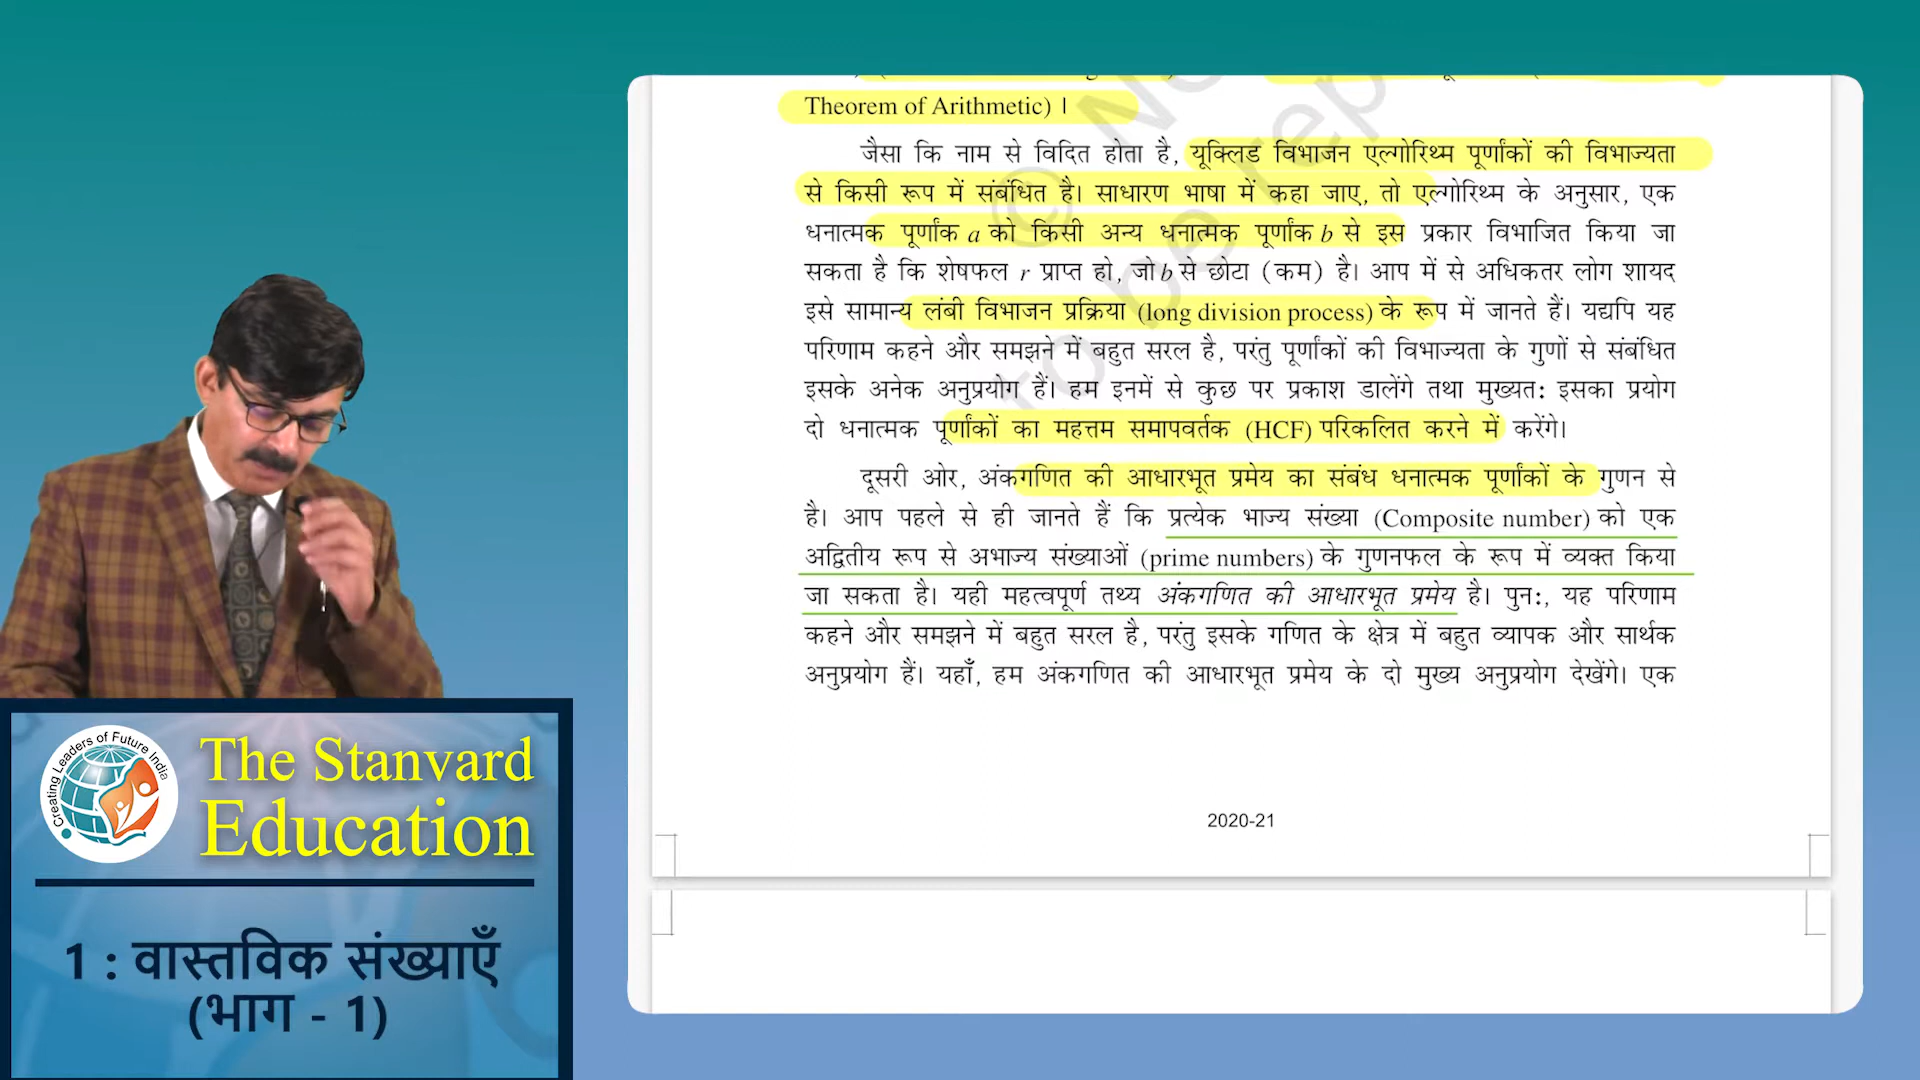 Theorem of Arithmetic) ।
जैसा कि नाम से विदित होता है, यूक्लिड विभाजन एल्गोरिथ्म पूर्णांकों की विभाज्यता
से किसी रूप में संबंधित है। साधारण भाषा में कहा जाए, तो एल्गोरिथ्म के अनुसार, एक
धनात्मक पूर्णांक a को किसी अन्य धनात्मक पूर्णांक b से इस प्रकार विभाजित किया जा
सकता है कि शेषफल r प्राप्त हो, जो b से छोटा (कम) है। आप में से अधिकतर लोग शायद
इसे सामान्य लंबी विभाजन प्रक्रिया (long division process) के रूप में जानते हैं। यद्यपि यह
परिणाम कहने और समझने में बहुत सरल है, परंतु पूर्णांकों की विभाज्यता के गुणों से संबंधित
इसके अनेक अनुप्रयोग हैं। हम इनमें से कुछ पर प्रकाश डालेंगे तथा मुख्यत: इसका प्रयोग
दो धनात्मक पूर्णांकों का महत्तम समापवर्तक (HCF) परिकलित करने में करेंगे।
दूसरी ओर, अंकगणित की आधारभूत प्रमेय का संबंध धनात्मक पूर्णांकों के गुणन से
है। आप पहले से ही जानते हैं कि प्रत्येक भाज्य संख्या (Composite number) को एक
अद्वितीय रूप से अभाज्य संख्याओं (prime numbers) के गुणनफल के रूप में व्यक्त किया
जा सकता है। यही महत्वपूर्ण तथ्य अंकगणित की आधारभूत प्रमेय है। पुन:, यह परिणाम
कहने और समझने में बहुत सरल है, परंतु इसके गणित के क्षेत्र में बहुत व्यापक और सार्थक
अनुप्रयोग हैं। यहाँ, हम अंकगणित की आधारभूत प्रमेय के दो मुख्य अनुप्रयोग देखेंगे। एक
2020-21
Creating Leaders of Future India
The Stanvard
Education
1 : वास्तविक संख्याएँ
(भाग - 1)